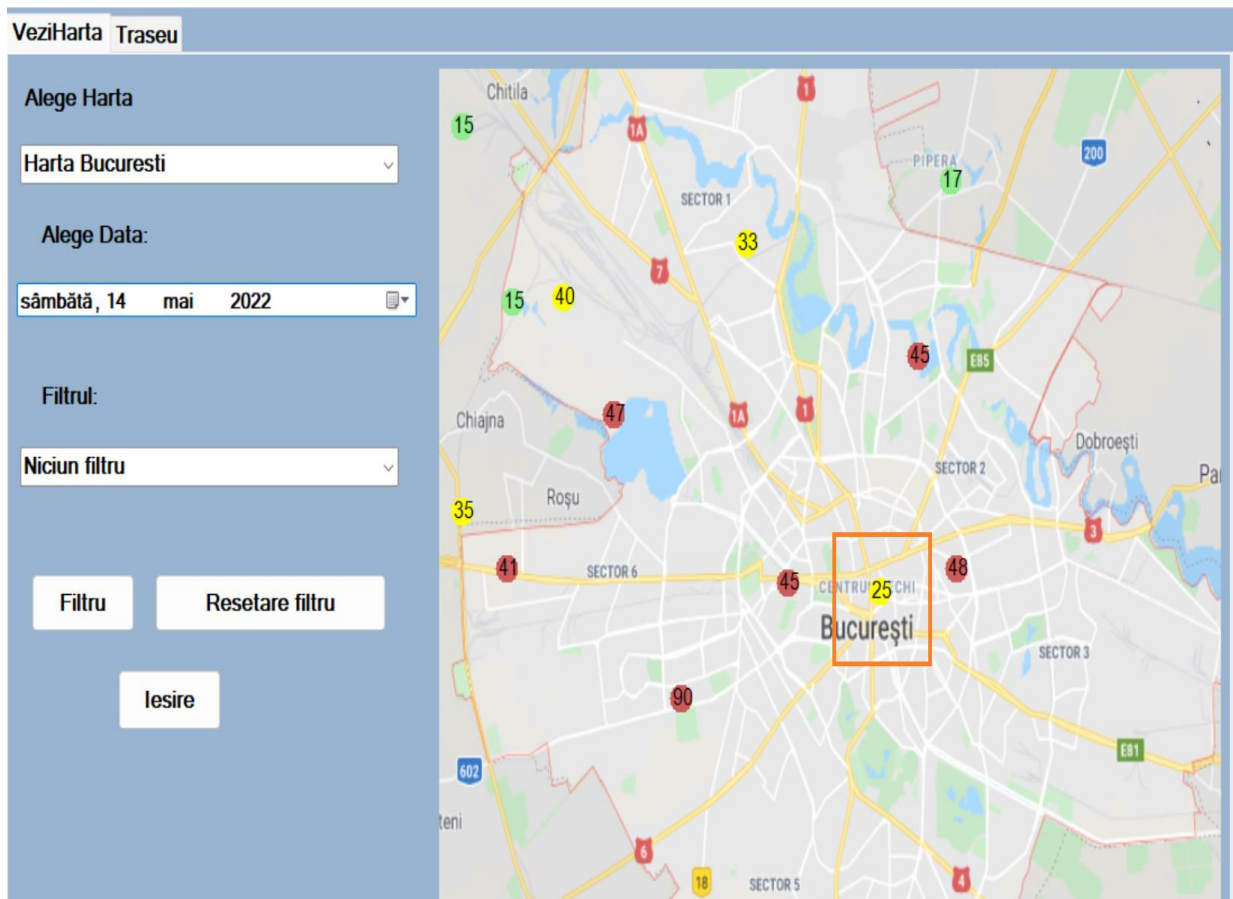 VeziHarta
Traseu
Alege Harta
Harta Bucuresti
Alege Data:
sâmbătă, 14 mai 2022
Filtrul:
Niciun filtru
Filtru
Resetare filtru
Iesire
Chitila
1
15
1A
200
PIPERA
17
SECTOR 1
33
7
15
40
45
E85
47
1A
1
Chiajna
Dobroești
SECTOR 2
Pa
Roșu
35
3
41
SECTOR 6
45
48
25
București
SECTOR 3
90
E81
602
teni
6
18
SECTOR 5
4